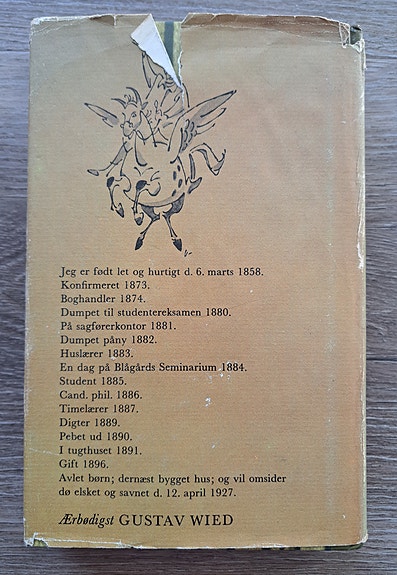 Jeg er født let og hurtigt d. 6. marts 1858.
Konfirmeret 1873.
Boghandler 1874.
Dumpet til studentereksamen 1880.
På sagførerkontor 1881.
Dumpet påny 1882.
Huslærer 1883.
En dag på Blågårds Seminarium 1884.
Student 1885.
Cand. phil. 1886.
Timelærer 1887.
Digter 1889.
Pebet ud 1890.
I tugthuset 1891.
Gift 1896.
Avlet børn; dernæst bygget hus; og vil omsider
dø elsket og savnet d. 12. april 1927.
Ærbødigst GUSTAV WIED